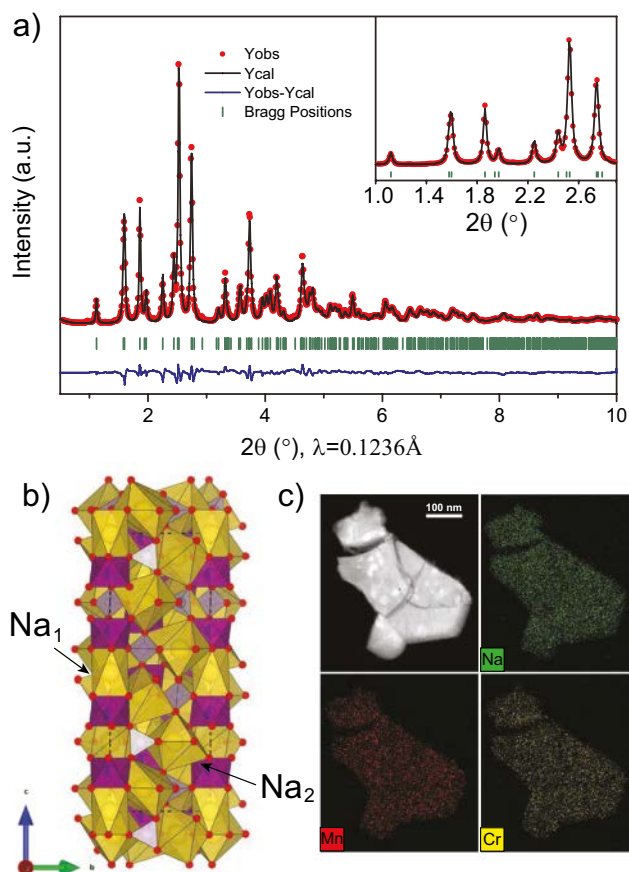 a)
Yobs
Ycal
Yobs-Ycal
Bragg Positions
Intensity (a.u.)
1.0 1.4 1.8 2.2 2.6
2θ (°)
2 4 6 8 10
2θ (°), λ=0.1236Å
b)
Na₁
Na₂
c
b
c)
100 nm
Na
Mn
Cr